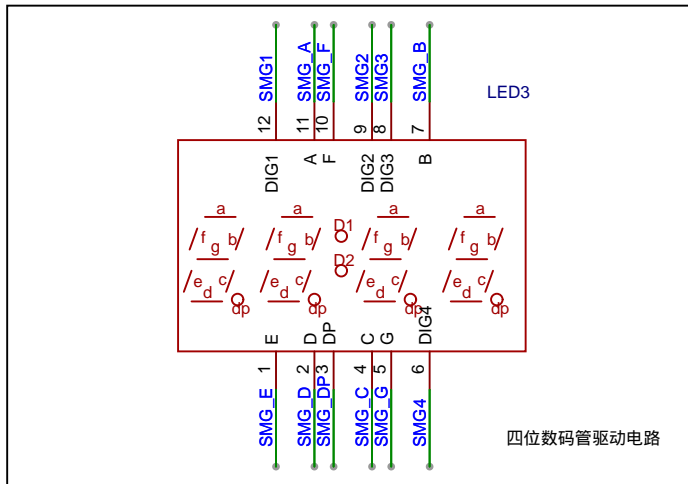 SMG1 SMG_A SMG_F SMG2 SMG3 SMG_B
LED3
12 11 10 9 8 7
DIG1 A F DIG2 DIG3 B
a a a a
D1
f b f b f b f b
g g g g
D2
e c e c e c e c
d d d d
dp dp dp dp
E D DP C G DIG4
1 2 3 4 5 6
SMG_E SMG_D SMG_DP SMG_C SMG_G SMG4
四位数码管驱动电路